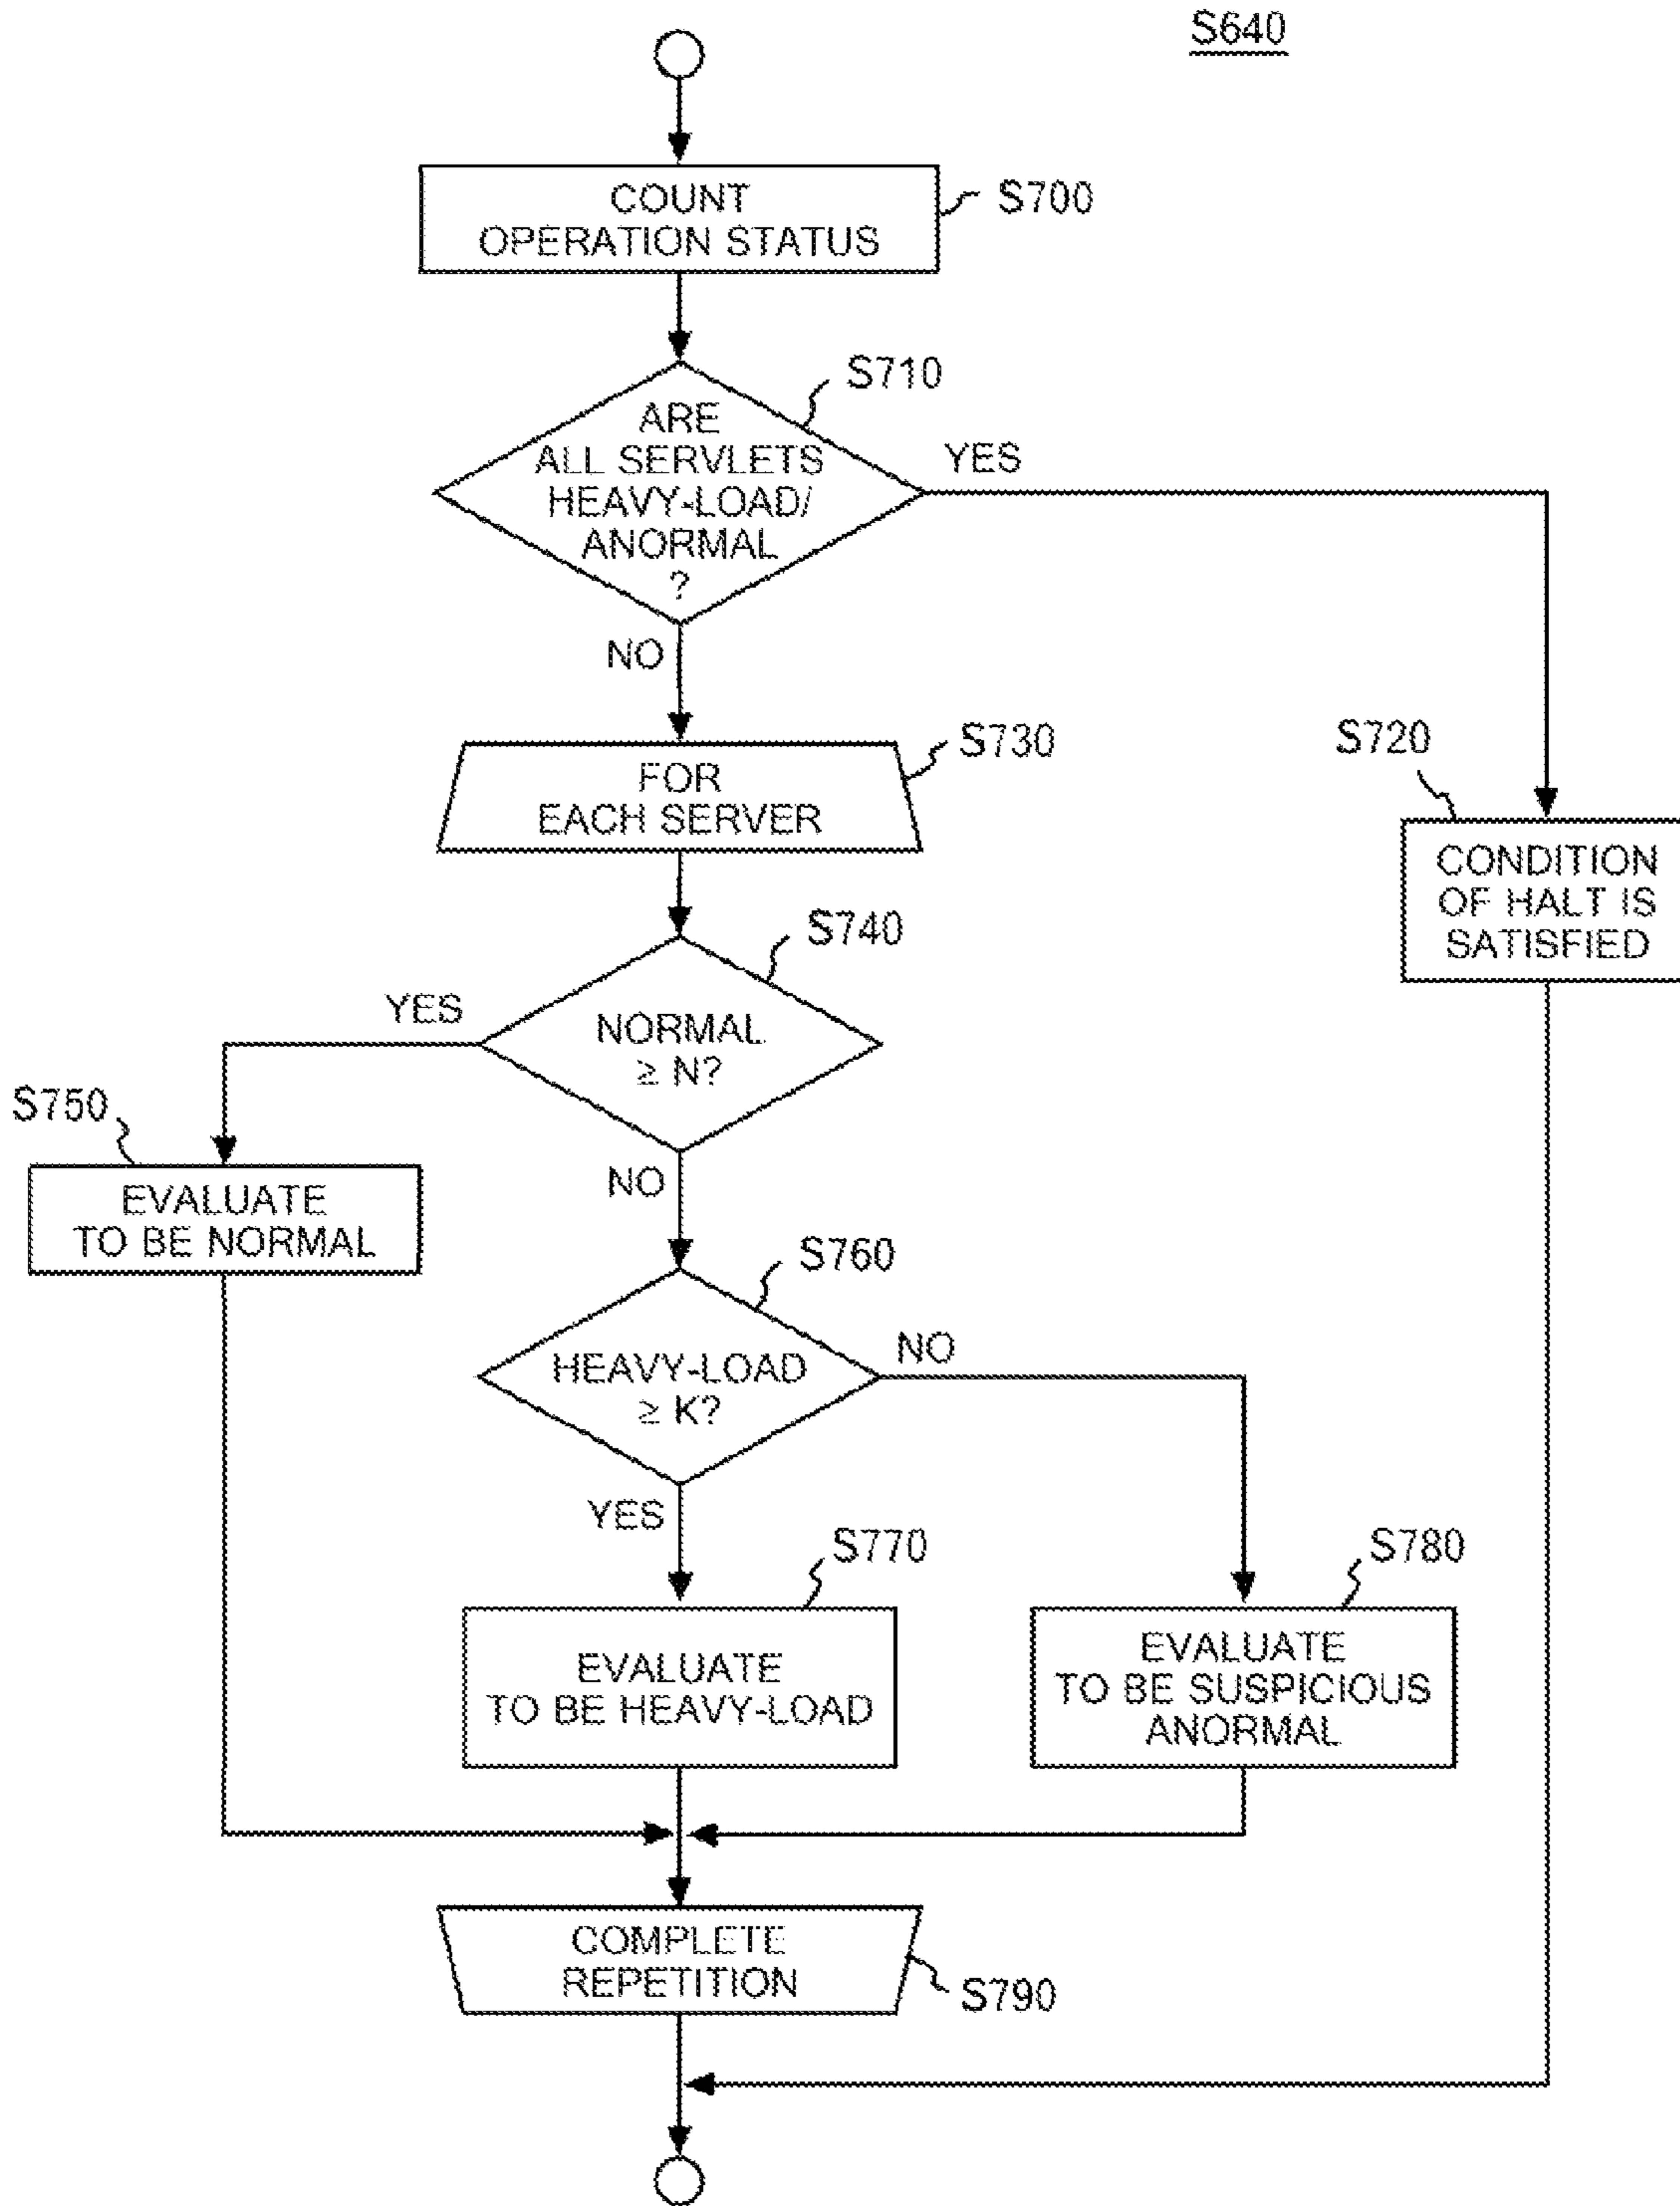 S640
COUNT
OPERATION STATUS
S700
S710
ARE
ALL SERVLETS
HEAVY-LOAD/
ANORMAL
?
YES
NO
S730
FOR
EACH SERVER
S720
CONDITION
OF HALT IS
SATISFIED
S740
YES
NORMAL
≥ N?
S750
NO
EVALUATE
TO BE NORMAL
S760
NO
HEAVY-LOAD
≥ K?
YES
S770
S780
EVALUATE
TO BE HEAVY-LOAD
EVALUATE
TO BE SUSPICIOUS
ANORMAL
COMPLETE
REPETITION
S790